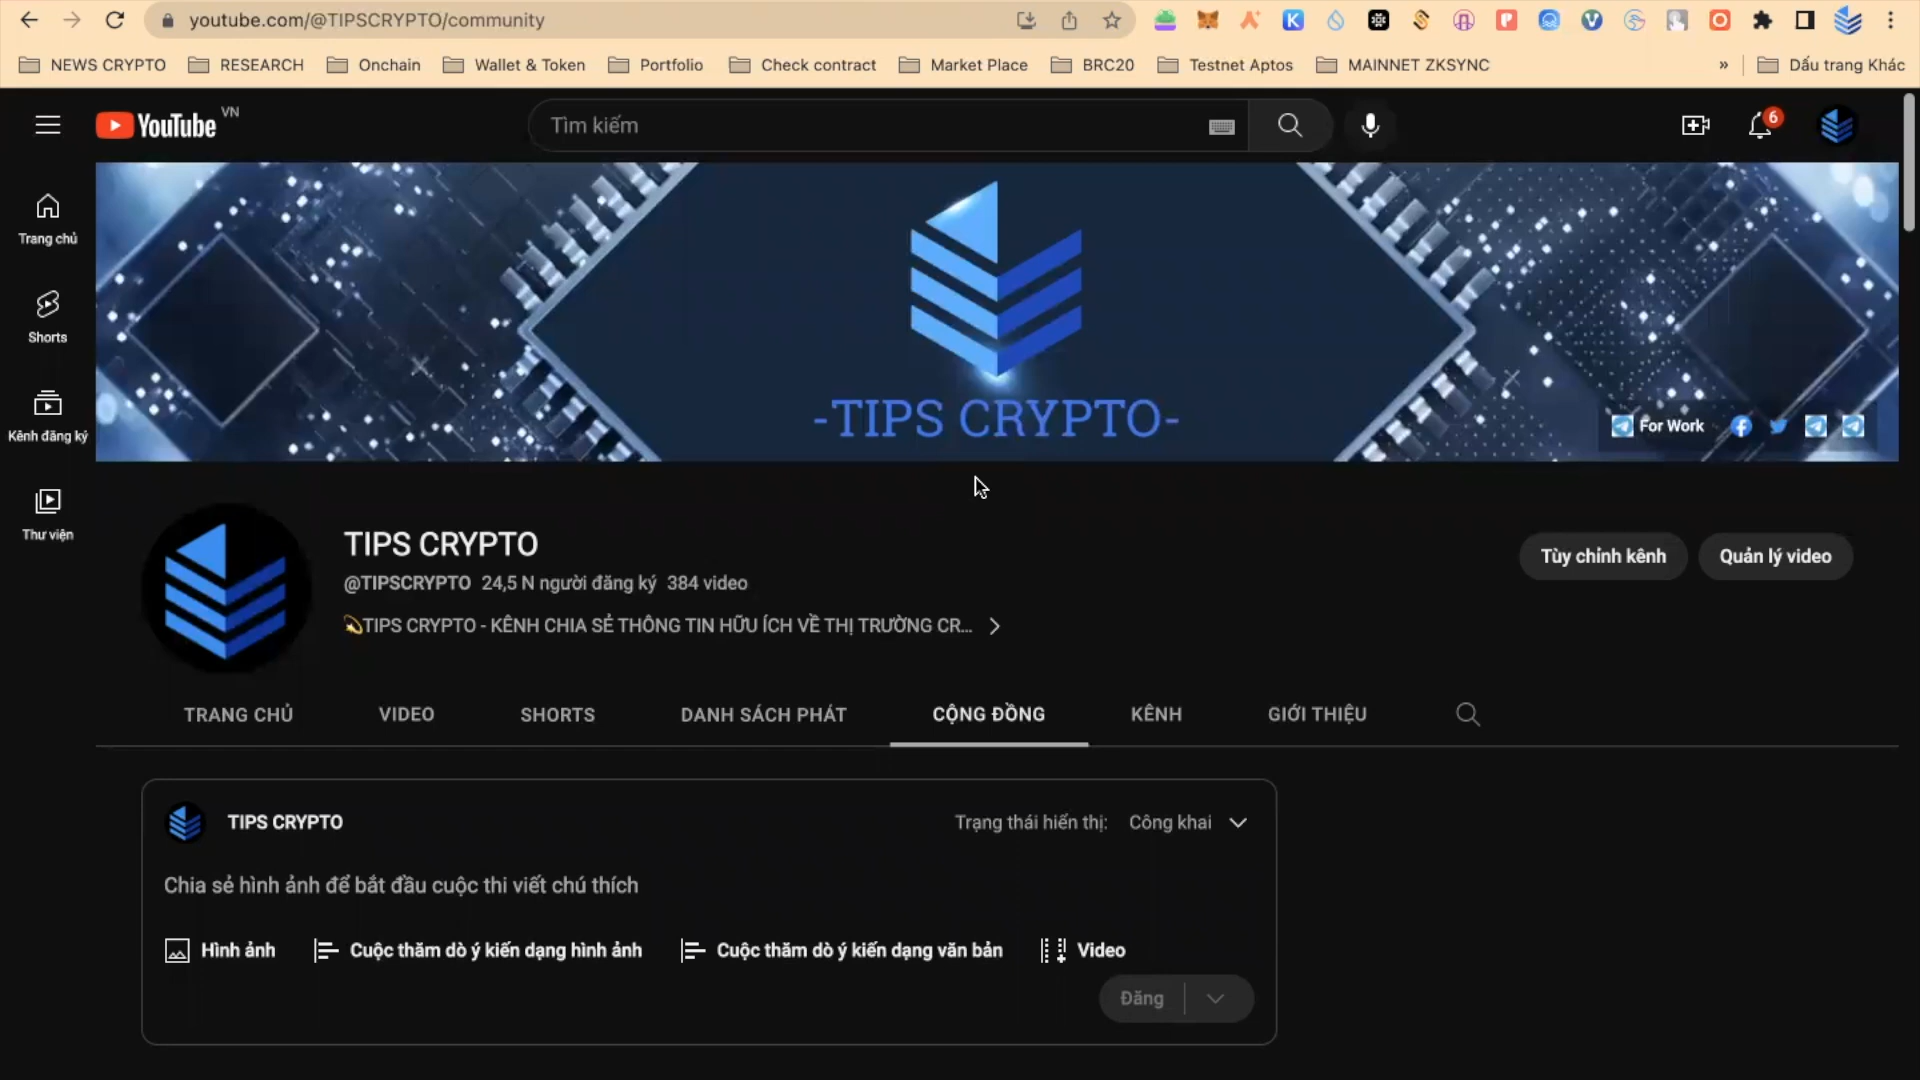 youtube.com/@TIPSCRYPTO/community
NEWS CRYPTO
RESEARCH
Onchain
Wallet & Token
Portfolio
Check contract
Market Place
BRC20
Testnet Aptos
MAINNET ZKSYNC
»
Dấu trang Khác
YouTube VN
Tìm kiếm
6
Trang chủ
Shorts
Kênh đăng ký
Thư viện
-TIPS CRYPTO-
For Work
TIPS CRYPTO
@TIPSCRYPTO 24,5 N người đăng ký 384 video
💫TIPS CRYPTO - KÊNH CHIA SẺ THÔNG TIN HỮU ÍCH VỀ THỊ TRƯỜNG CR...
Tùy chỉnh kênh
Quản lý video
TRANG CHỦ
VIDEO
SHORTS
DANH SÁCH PHÁT
CỘNG ĐỒNG
KÊNH
GIỚI THIỆU
TIPS CRYPTO
Trạng thái hiển thị: Công khai
Chia sẻ hình ảnh để bắt đầu cuộc thi viết chú thích
Hình ảnh
Cuộc thăm dò ý kiến dạng hình ảnh
Cuộc thăm dò ý kiến dạng văn bản
Video
Đăng